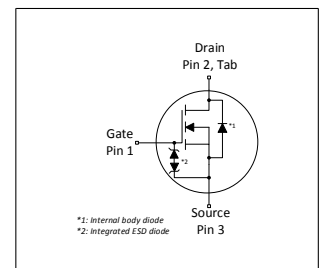 Drain
Pin 2, Tab
*1
Gate
Pin 1
*2
Source
Pin 3
*1: Internal body diode
*2: Integrated ESD diode